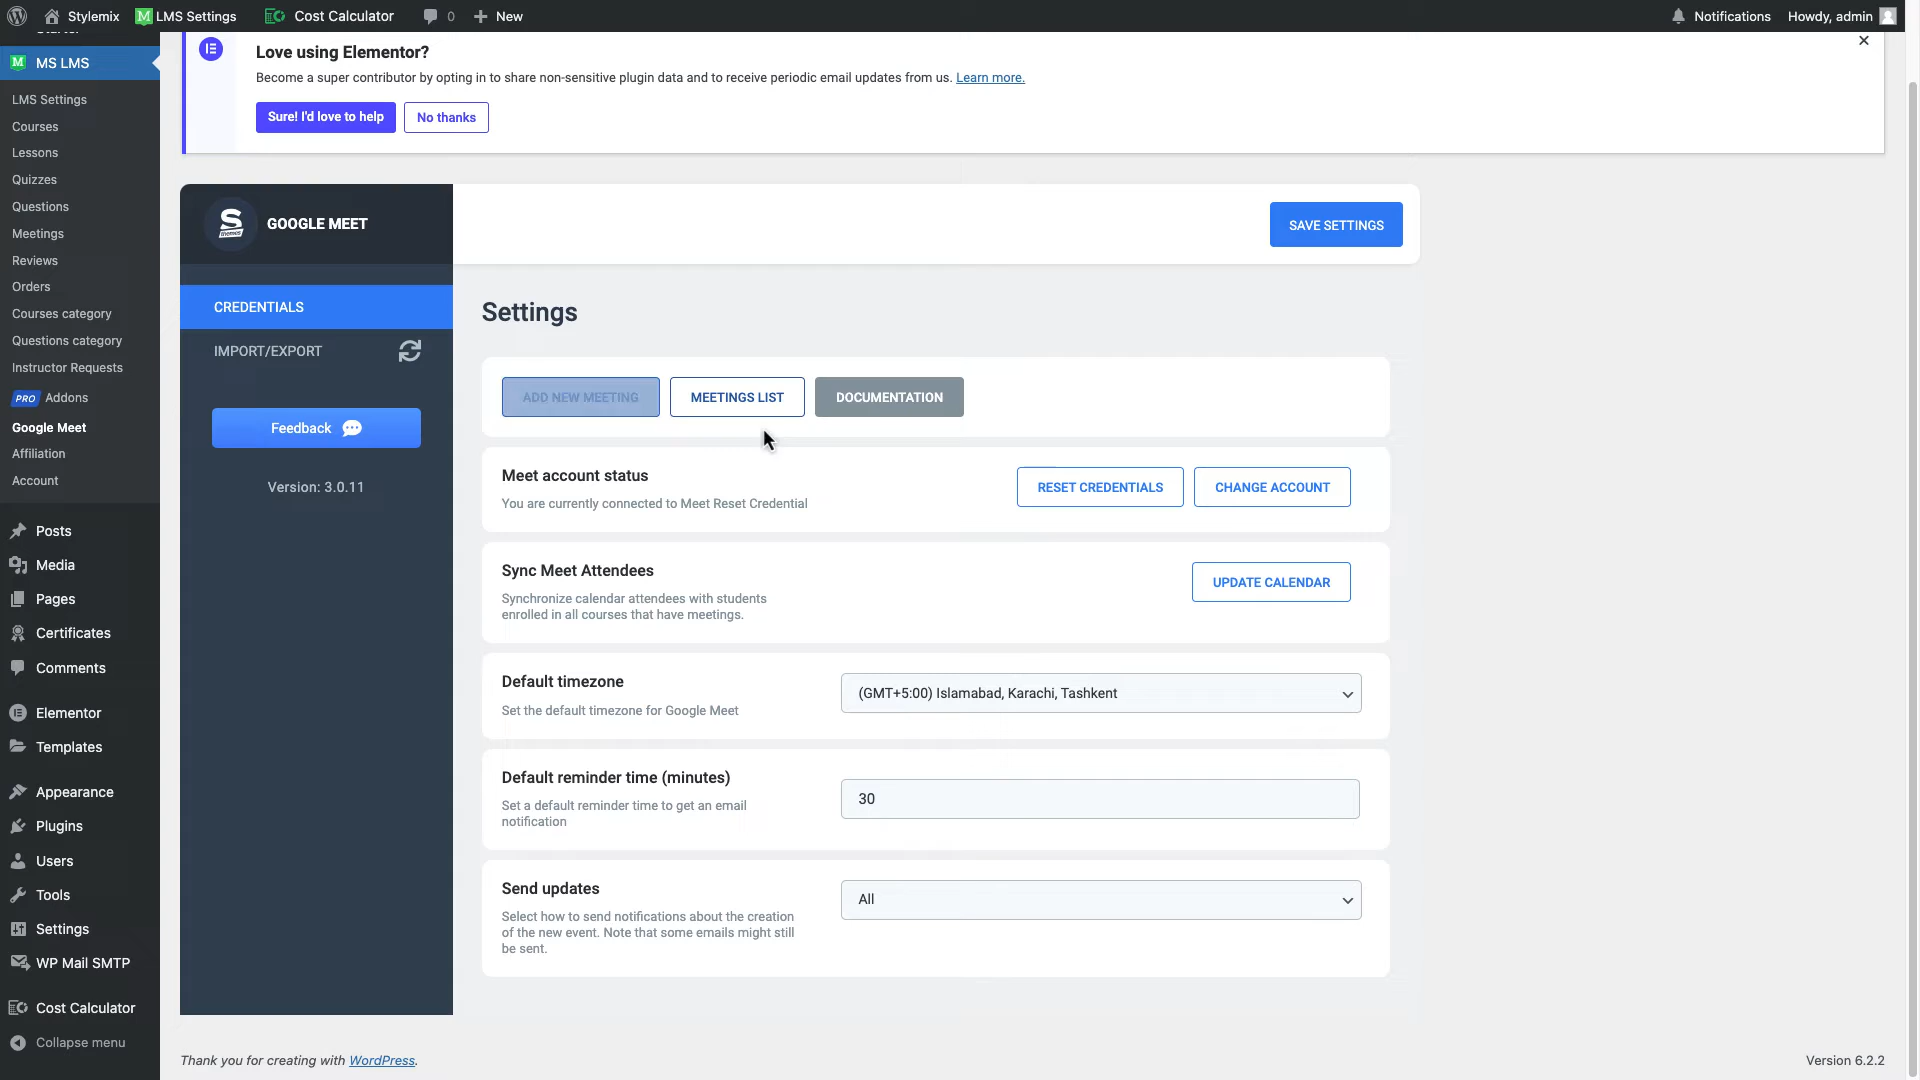 Stylemix
LMS Settings
Cost Calculator
0
New
Notifications
Howdy, admin
MS LMS
LMS Settings
Courses
Lessons
Quizzes
Questions
Meetings
Reviews
Orders
Courses category
Questions category
Instructor Requests
PRO Addons
Google Meet
Affiliation
Account
Posts
Media
Pages
Certificates
Comments
Elementor
Templates
Appearance
Plugins
Users
Tools
Settings
WP Mail SMTP
Cost Calculator
Collapse menu
Love using Elementor?
Become a super contributor by opting in to share non-sensitive plugin data and to receive periodic email updates from us. Learn more.
Sure! I'd love to help
No thanks
GOOGLE MEET
SAVE SETTINGS
CREDENTIALS
IMPORT/EXPORT
Feedback
Version: 3.0.11
Settings
ADD NEW MEETING
MEETINGS LIST
DOCUMENTATION
Meet account status
You are currently connected to Meet Reset Credential
RESET CREDENTIALS
CHANGE ACCOUNT
Sync Meet Attendees
Synchronize calendar attendees with students
enrolled in all courses that have meetings.
UPDATE CALENDAR
Default timezone
Set the default timezone for Google Meet
(GMT+5:00) Islamabad, Karachi, Tashkent
Default reminder time (minutes)
Set a default reminder time to get an email
notification
30
Send updates
Select how to send notifications about the creation
of the new event. Note that some emails might still
be sent.
All
Thank you for creating with WordPress.
Version 6.2.2